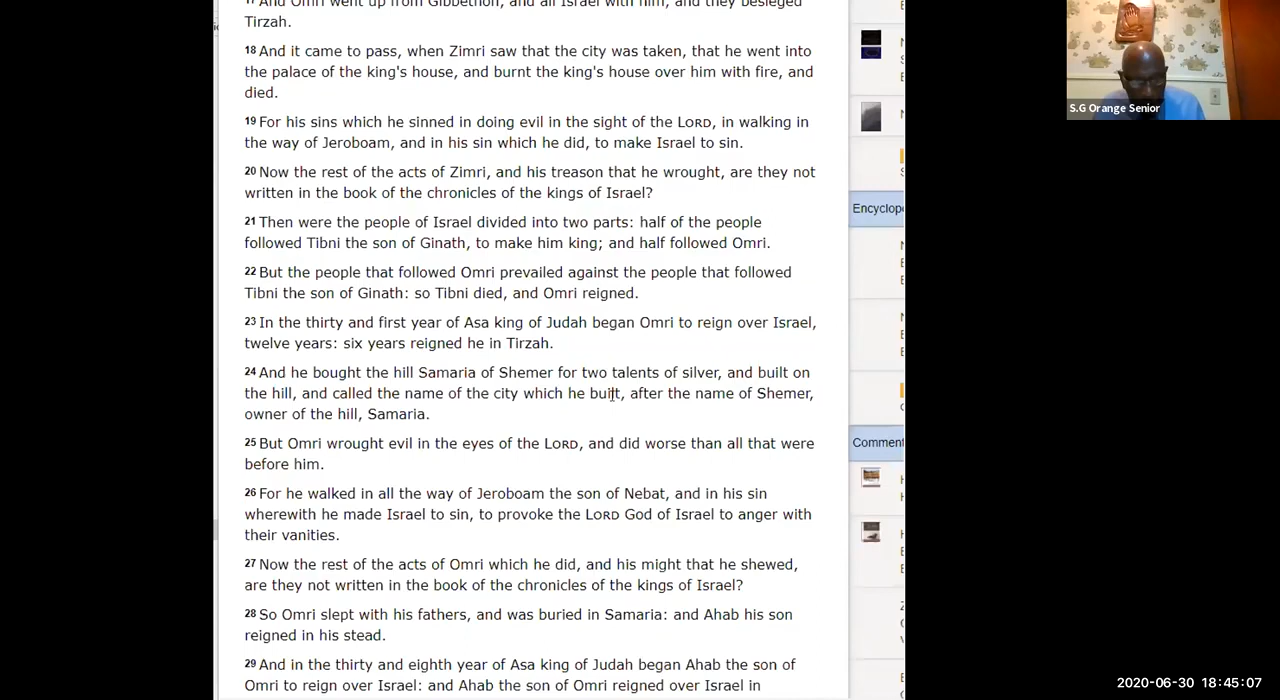 17 And Omri went up from Gibbethon, and all Israel with him, and they besieged
Tirzah.
18 And it came to pass, when Zimri saw that the city was taken, that he went into
the palace of the king's house, and burnt the king's house over him with fire, and
died.
19 For his sins which he sinned in doing evil in the sight of the LORD, in walking in
the way of Jeroboam, and in his sin which he did, to make Israel to sin.
20 Now the rest of the acts of Zimri, and his treason that he wrought, are they not
written in the book of the chronicles of the kings of Israel?
21 Then were the people of Israel divided into two parts: half of the people
followed Tibni the son of Ginath, to make him king; and half followed Omri.
22 But the people that followed Omri prevailed against the people that followed
Tibni the son of Ginath: so Tibni died, and Omri reigned.
23 In the thirty and first year of Asa king of Judah began Omri to reign over Israel,
twelve years: six years reigned he in Tirzah.
24 And he bought the hill Samaria of Shemer for two talents of silver, and built on
the hill, and called the name of the city which he built, after the name of Shemer,
owner of the hill, Samaria.
25 But Omri wrought evil in the eyes of the LORD, and did worse than all that were
before him.
26 For he walked in all the way of Jeroboam the son of Nebat, and in his sin
wherewith he made Israel to sin, to provoke the LORD God of Israel to anger with
their vanities.
27 Now the rest of the acts of Omri which he did, and his might that he shewed,
are they not written in the book of the chronicles of the kings of Israel?
28 So Omri slept with his fathers, and was buried in Samaria: and Ahab his son
reigned in his stead.
29 And in the thirty and eighth year of Asa king of Judah began Ahab the son of
Omri to reign over Israel: and Ahab the son of Omri reigned over Israel in
Encyclop
Comment
S.G Orange Senior
2020-06-30 18:45:07